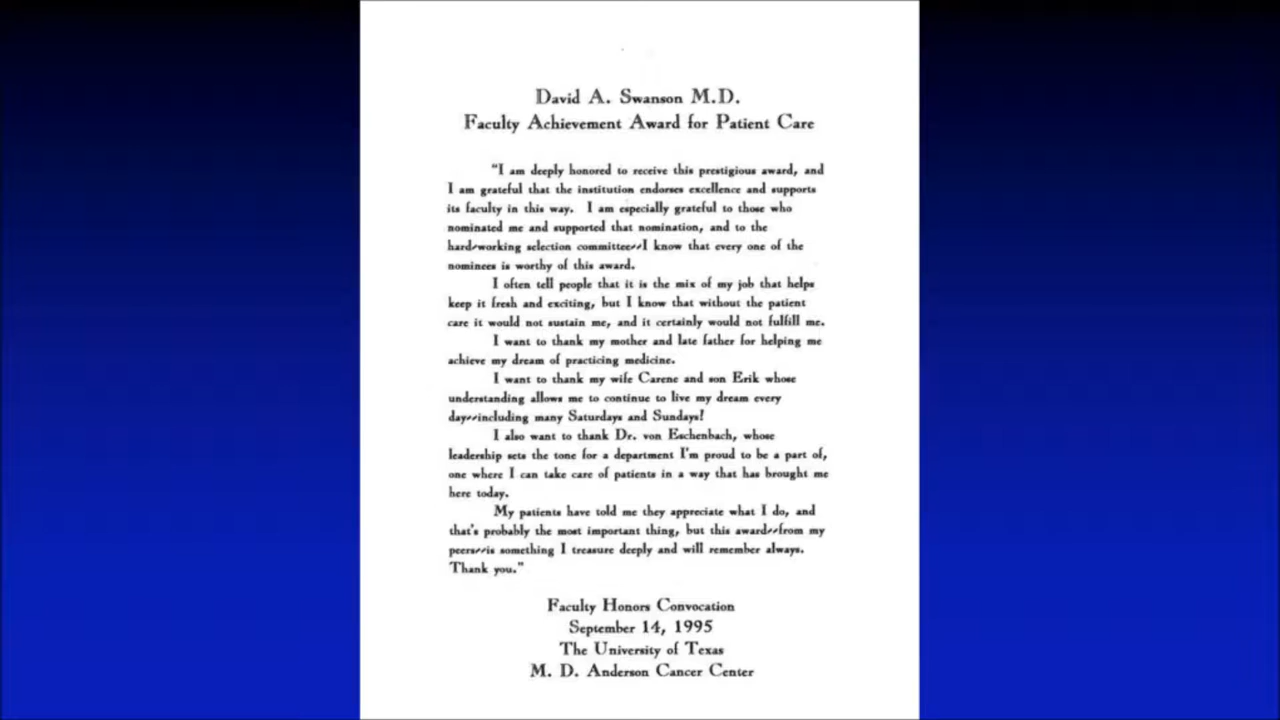 David A. Swanson M.D.
Faculty Achievement Award for Patient Care
"I am deeply honored to receive this prestigious award, and
I am grateful that the institution endorses excellence and supports
its faculty in this way. I am especially grateful to those who
nominated me and supported that nomination, and to the
hard-working selection committee--I know that every one of the
nominees is worthy of this award.
I often tell people that it is the mix of my job that helps
keep it fresh and exciting, but I know that without the patient
care it would not sustain me, and it certainly would not fulfill me.
I want to thank my mother and late father for helping me
achieve my dream of practicing medicine.
I want to thank my wife Carene and son Erik whose
understanding allows me to continue to live my dream every
day--including many Saturdays and Sundays!
I also want to thank Dr. von Eschenbach, whose
leadership sets the tone for a department I'm proud to be a part of,
one where I can take care of patients in a way that has brought me
here today.
My patients have told me they appreciate what I do, and
that's probably the most important thing, but this award--from my
peers--is something I treasure deeply and will remember always.
Thank you."
Faculty Honors Convocation
September 14, 1995
The University of Texas
M. D. Anderson Cancer Center